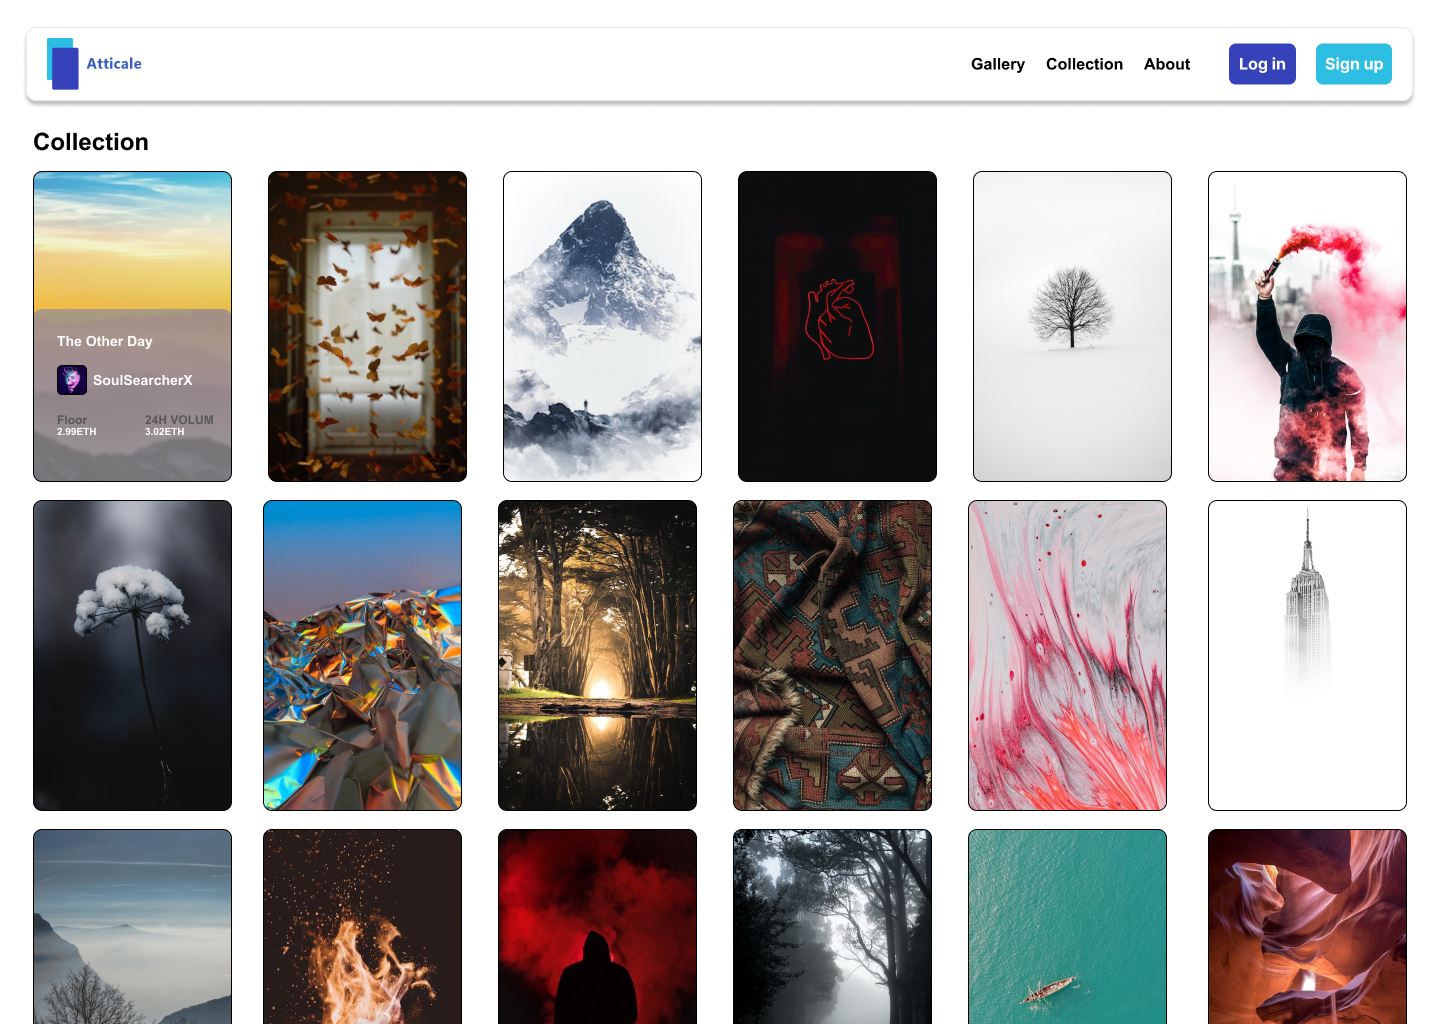 Atticale
Gallery Collection About Log in Sign up
Collection
The Other Day
SoulSearcherX
Floor 24H VOLUM
2.99ETH 3.02ETH